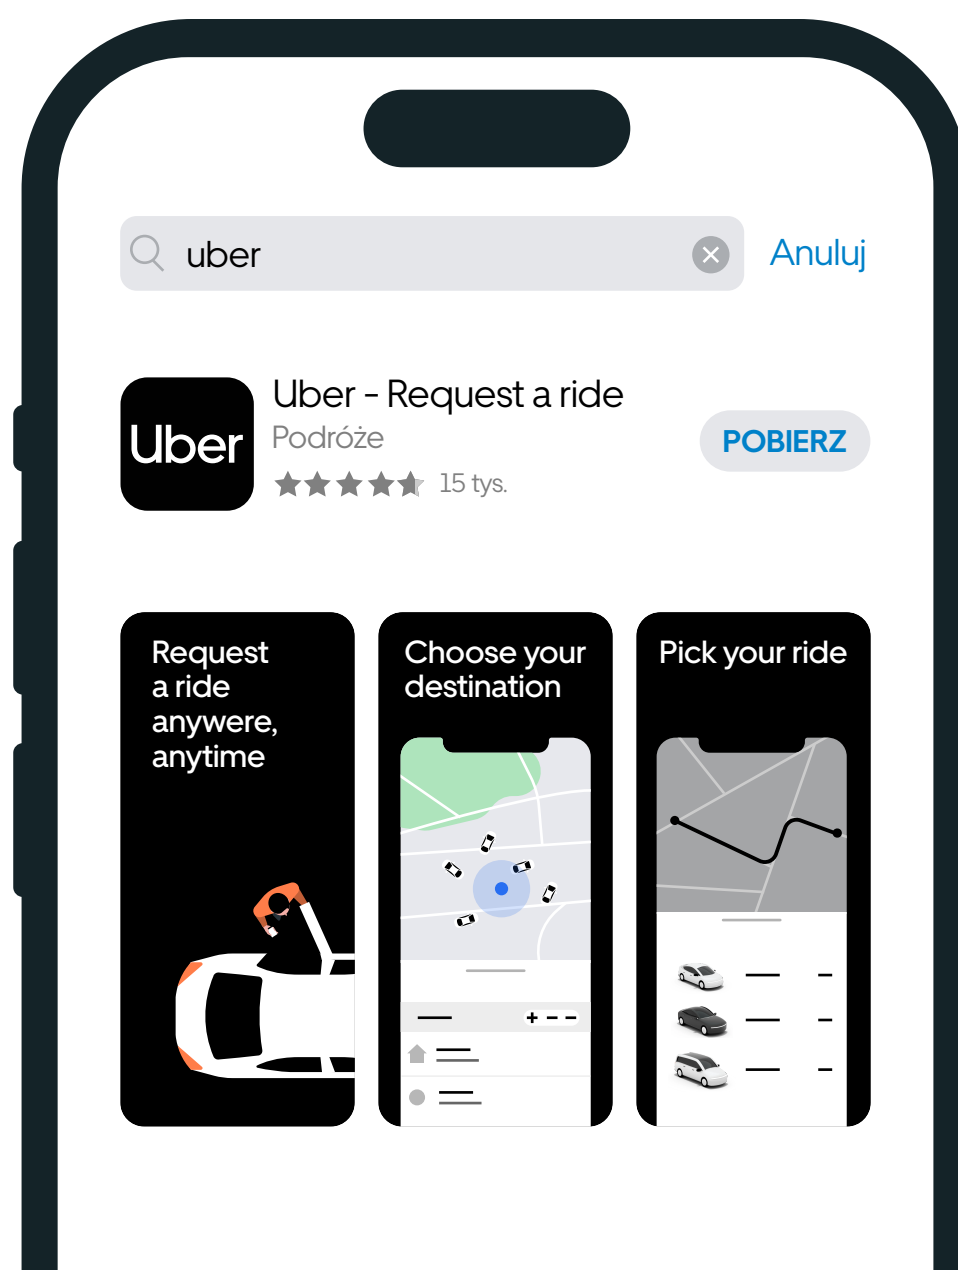 uber
Anuluj
Uber
Uber - Request a ride
Podróże
15 tys.
POBIERZ
Request
a ride
anywere,
anytime
Choose your
destination
Pick your ride